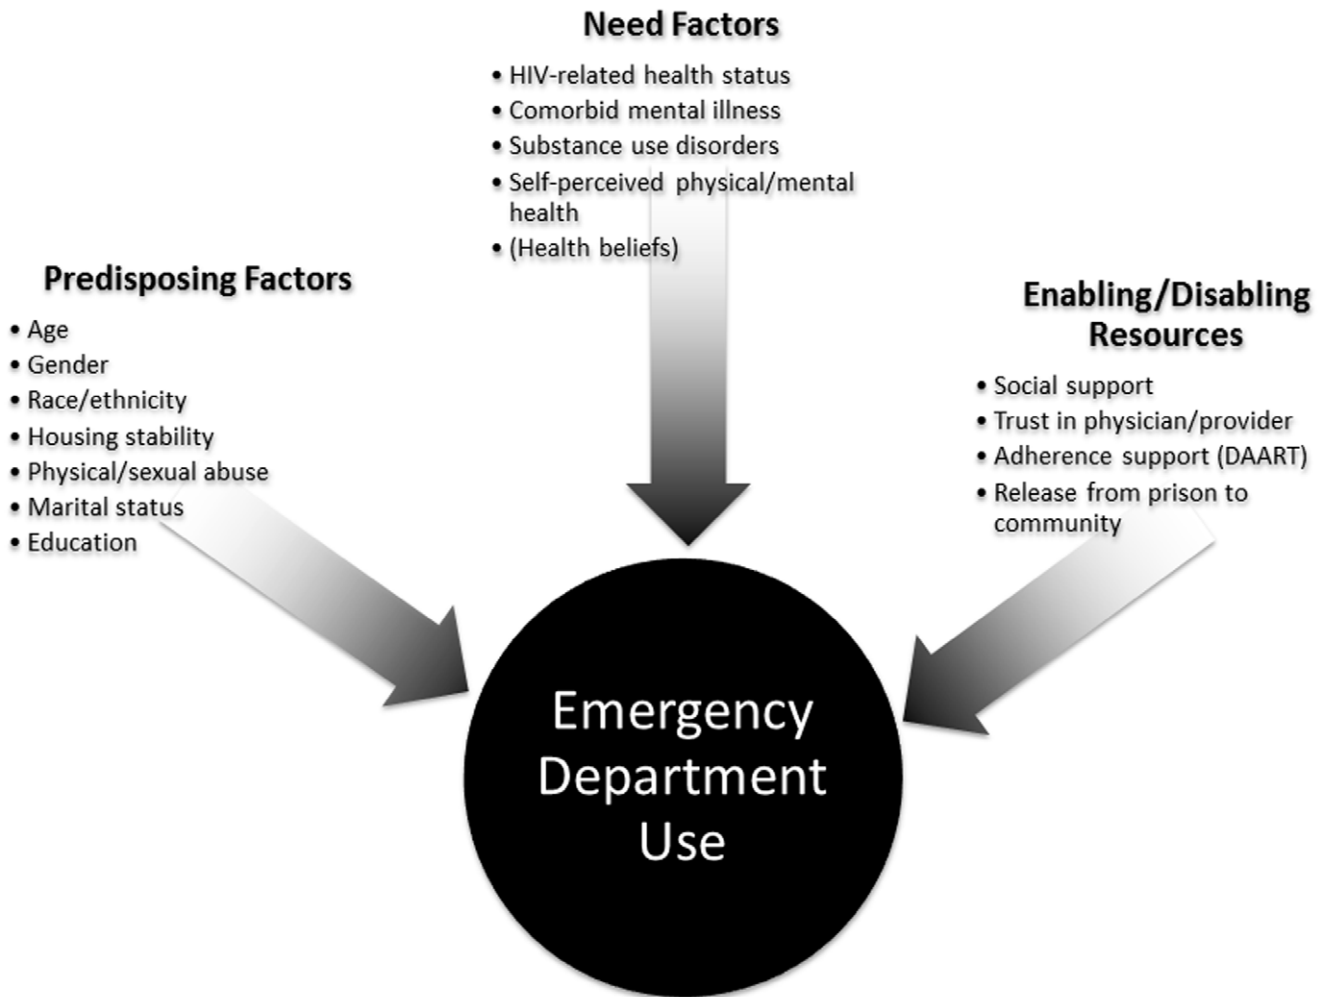 Need Factors
• HIV-related health status
• Comorbid mental illness
• Substance use disorders
• Self-perceived physical/mental
health
• (Health beliefs)
Predisposing Factors
• Age
• Gender
• Race/ethnicity
• Housing stability
• Physical/sexual abuse
• Marital status
• Education
Enabling/Disabling
Resources
• Social support
• Trust in physician/provider
• Adherence support (DAART)
• Release from prison to
community
Emergency
Department
Use